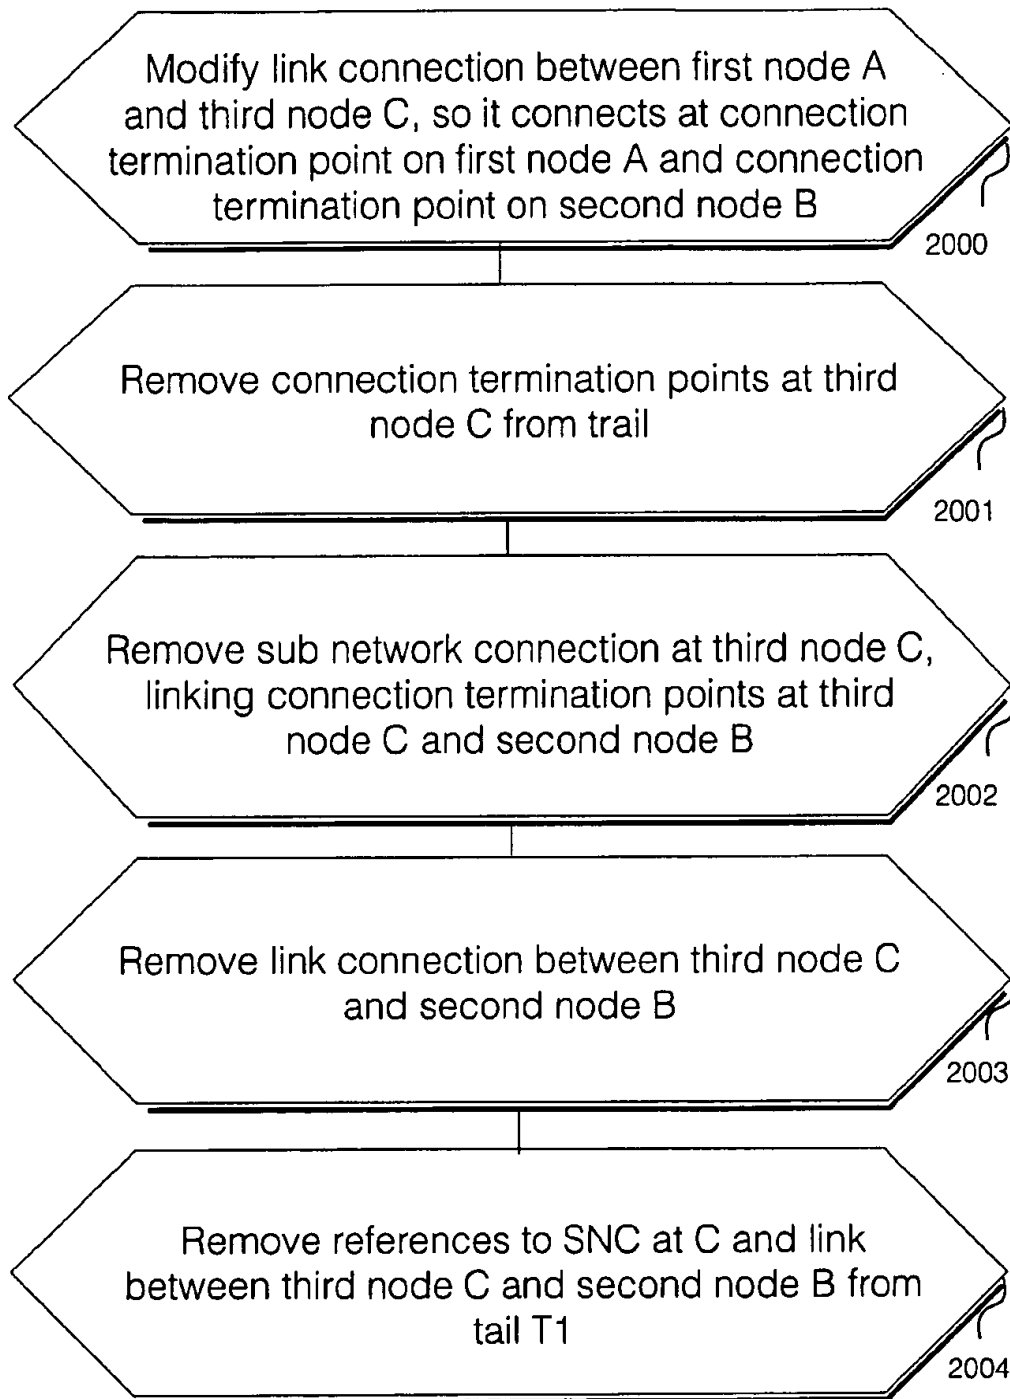 Modify link connection between first node A
and third node C, so it connects at connection
termination point on first node A and connection
termination point on second node B
2000
Remove connection termination points at third
node C from trail
2001
Remove sub network connection at third node C,
linking connection termination points at third
node C and second node B
2002
Remove link connection between third node C
and second node B
2003
Remove references to SNC at C and link
between third node C and second node B from
tail T1
2004